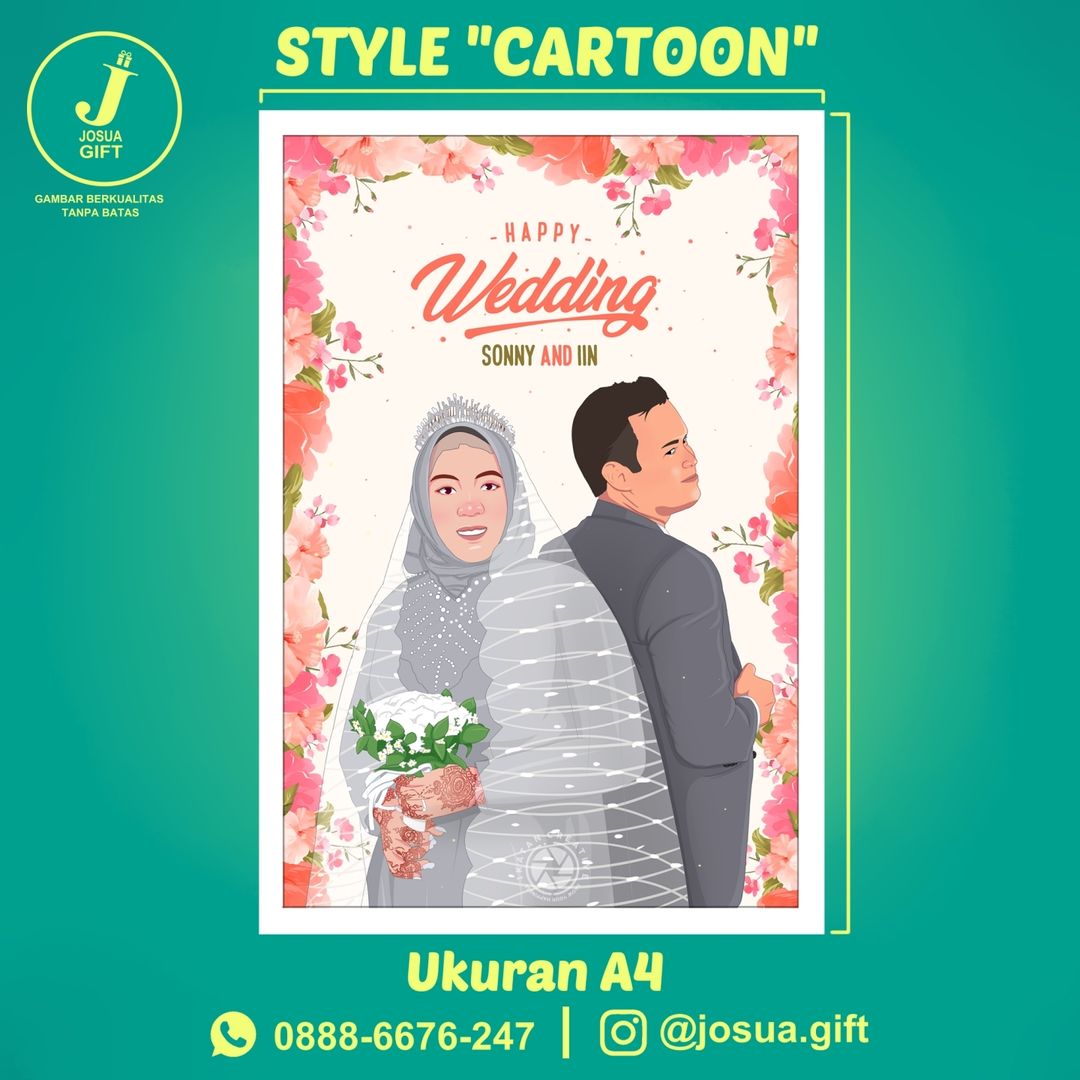 STYLE "CARTOON"
J
JOSUA
GIFT
GAMBAR BERKUALITAS
TANPA BATAS
- HAPPY -
Wedding
SONNY AND IIN
Ukuran A4
0888-6676-247 | @josua.gift